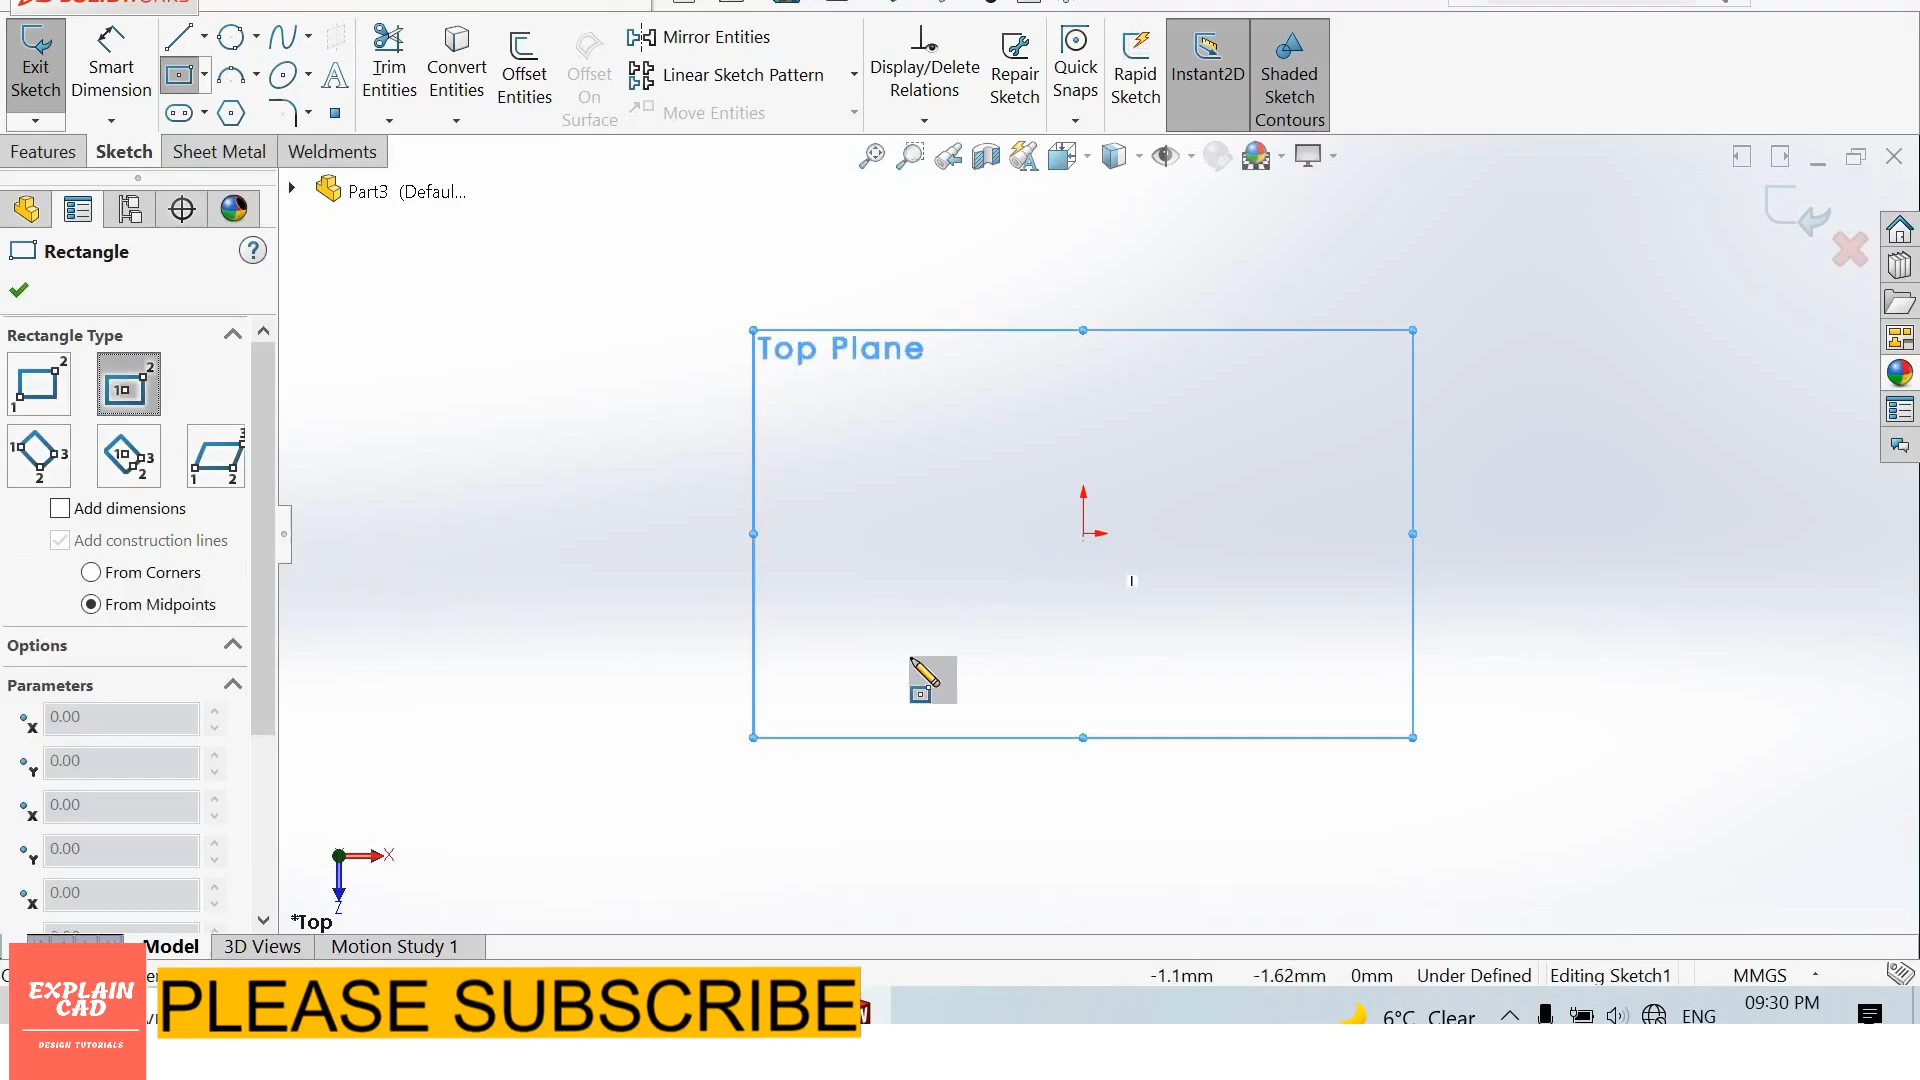 Exit Sketch
Smart Dimension
Trim Entities
Convert Entities
Offset Entities
Offset On Surface
Mirror Entities
Linear Sketch Pattern
Move Entities
Display/Delete Relations
Repair Sketch
Quick Snaps
Rapid Sketch
Instant2D
Shaded Sketch Contours
Features
Sketch
Sheet Metal
Weldments
Part3 (Defaul...
Rectangle
?
Rectangle Type
Add dimensions
Add construction lines
From Corners
From Midpoints
Options
Parameters
X 0.00
Y 0.00
X 0.00
Y 0.00
X 0.00
Top Plane
X
Z
*Top
Model
3D Views
Motion Study 1
-1.1mm
-1.62mm
0mm
Under Defined
Editing Sketch1
MMGS
EXPLAIN
CAD
DESIGN TUTORIALS
PLEASE SUBSCRIBE
6°C Clear
ENG
09:30 PM